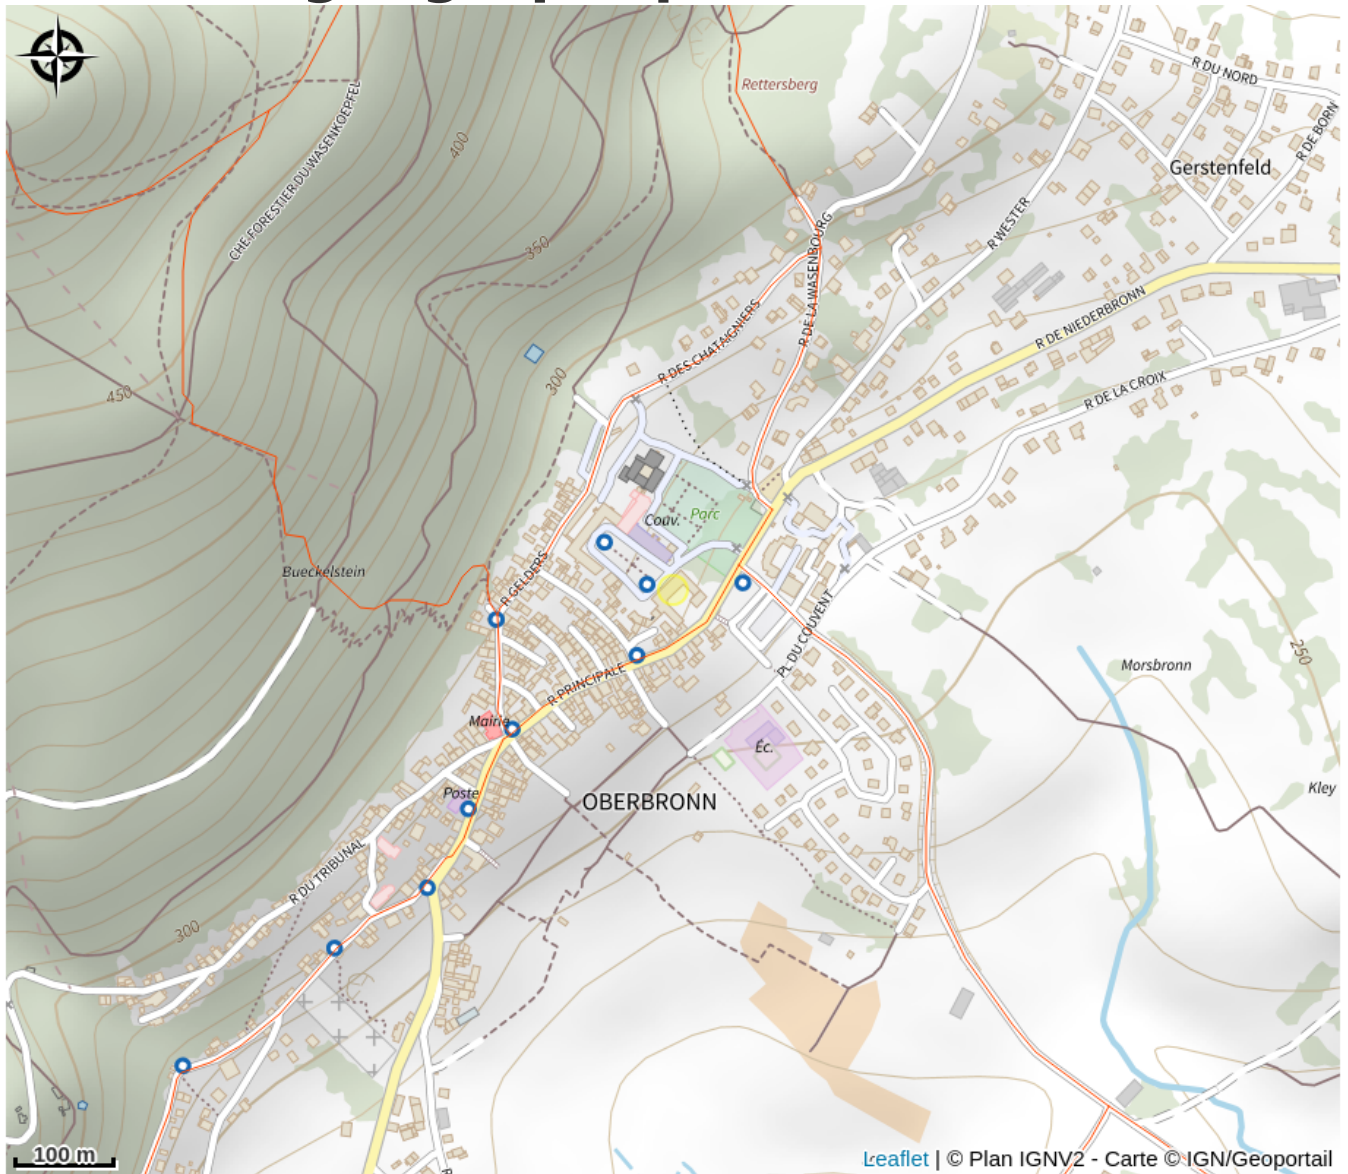 Rettersberg
R DU NORD
R DE BORN
Gerstenfeld
400
CHE FORESTIER DU WASENKOEPFEL
R WESTER
350
R DE LA WASENBOURG
R DES CHATAIGNIERS
R DE NIEDERBRONN
R DE LA CROIX
300
450
Parc
Couv.
Bueckelstein
R GELDERS
PL DU COUVENT
250
Morsbronn
R PRINCIPALE
Mairie
Éc.
Poste
OBERBRONN
Kley
R DU TRIBUNAL
300
100 m
R
Leaflet | © Plan IGNV2 - Carte © IGN/Geoportail